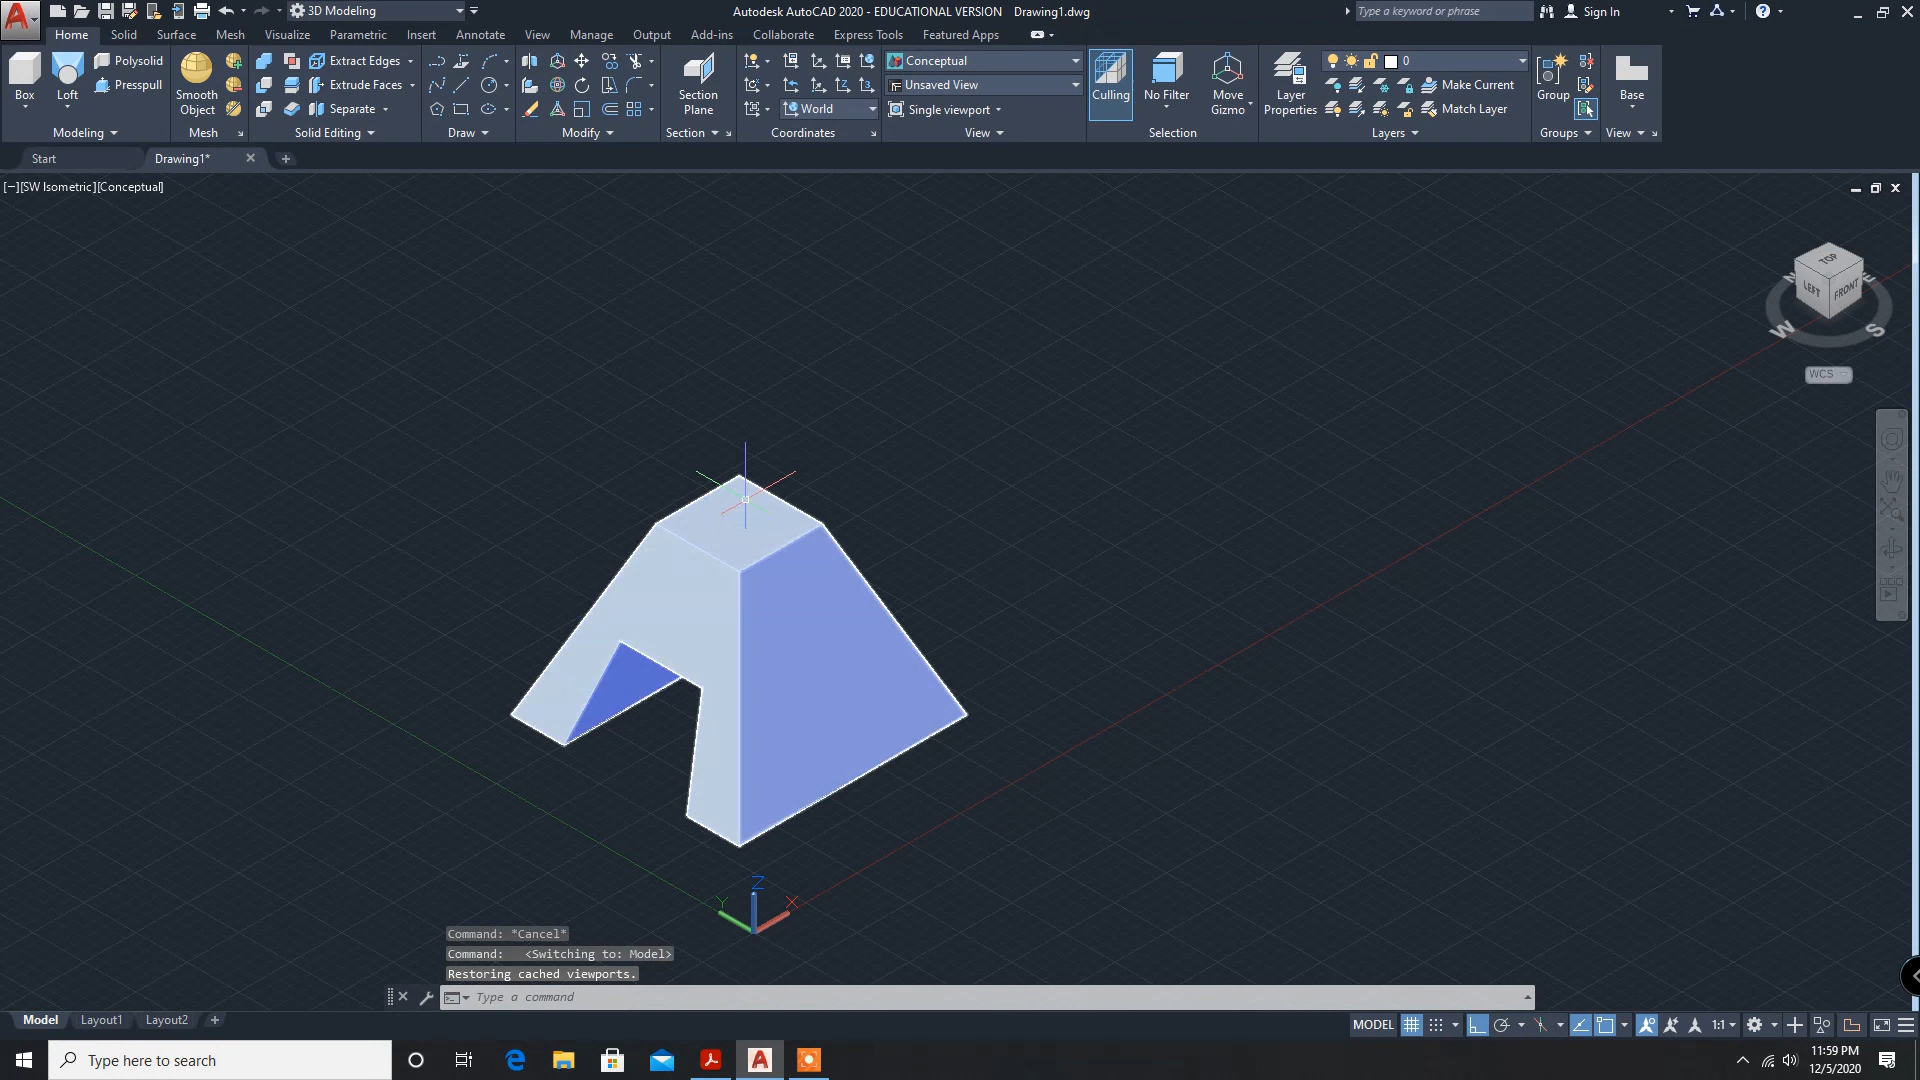 3D Modeling
Autodesk AutoCAD 2020 - EDUCATIONAL VERSION Drawing1.dwg
Type a keyword or phrase
Sign In
Home Solid Surface Mesh Visualize Parametric Insert Annotate View Manage Output Add-ins Collaborate Express Tools Featured Apps
Box
Loft
Polysolid
Presspull
Modeling
Smooth
Object
Mesh
Extract Edges
Extrude Faces
Separate
Solid Editing
Draw
Modify
Section
Plane
Section
World
Coordinates
Conceptual
Unsaved View
Single viewport
View
Culling
No Filter
Move
Gizmo
Selection
Layer
Properties
0
Make Current
Match Layer
Layers
Group
Groups
Base
View
Start
Drawing1*
[−][SW Isometric][Conceptual]
TOP
LEFT
FRONT
N
E
W
S
WCS
Z
Y
X
Command: *Cancel*
Command: <Switching to: Model>
Restoring cached viewports.
Type a command
Model
Layout1
Layout2
MODEL
1:1
Type here to search
11:59 PM
12/5/2020